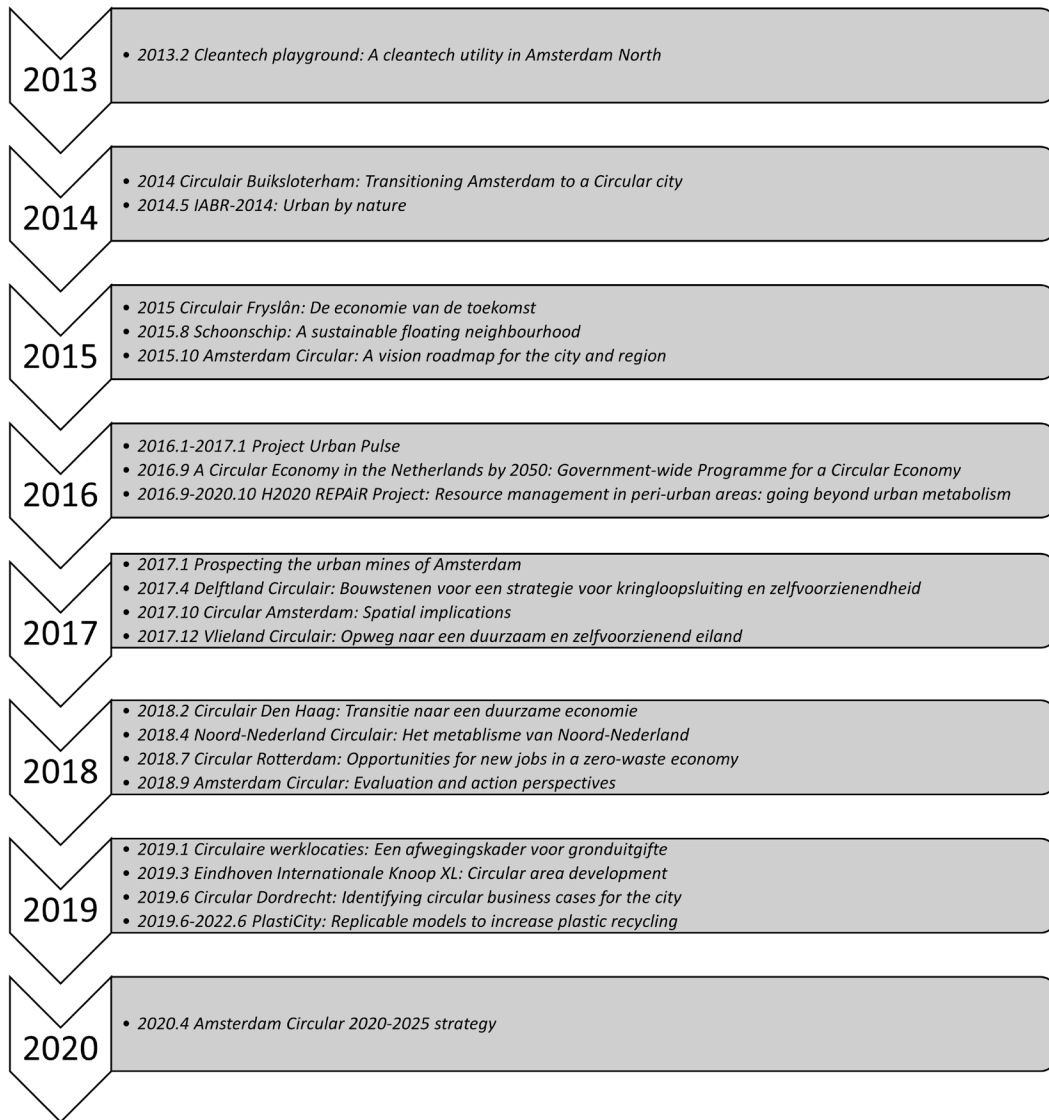 2013
• 2013.2 Cleantech playground: A cleantech utility in Amsterdam North
2014
• 2014 Circulair Buiksloterham: Transitioning Amsterdam to a Circular city
• 2014.5 IABR-2014: Urban by nature
2015
• 2015 Circulair Fryslân: De economie van de toekomst
• 2015.8 Schoonschip: A sustainable floating neighbourhood
• 2015.10 Amsterdam Circular: A vision roadmap for the city and region
2016
• 2016.1-2017.1 Project Urban Pulse
• 2016.9 A Circular Economy in the Netherlands by 2050: Government-wide Programme for a Circular Economy
• 2016.9-2020.10 H2020 REPAiR Project: Resource management in peri-urban areas: going beyond urban metabolism
2017
• 2017.1 Prospecting the urban mines of Amsterdam
• 2017.4 Delftland Circulair: Bouwstenen voor een strategie voor kringloopsluiting en zelfvoorzienendheid
• 2017.10 Circular Amsterdam: Spatial implications
• 2017.12 Vlieland Circulair: Opweg naar een duurzaam en zelfvoorzienend eiland
2018
• 2018.2 Circulair Den Haag: Transitie naar een duurzame economie
• 2018.4 Noord-Nederland Circulair: Het metablisme van Noord-Nederland
• 2018.7 Circular Rotterdam: Opportunities for new jobs in a zero-waste economy
• 2018.9 Amsterdam Circular: Evaluation and action perspectives
2019
• 2019.1 Circulaire werklocaties: Een afwegingskader voor gronduitgifte
• 2019.3 Eindhoven Internationale Knoop XL: Circular area development
• 2019.6 Circular Dordrecht: Identifying circular business cases for the city
• 2019.6-2022.6 PlastiCity: Replicable models to increase plastic recycling
2020
• 2020.4 Amsterdam Circular 2020-2025 strategy